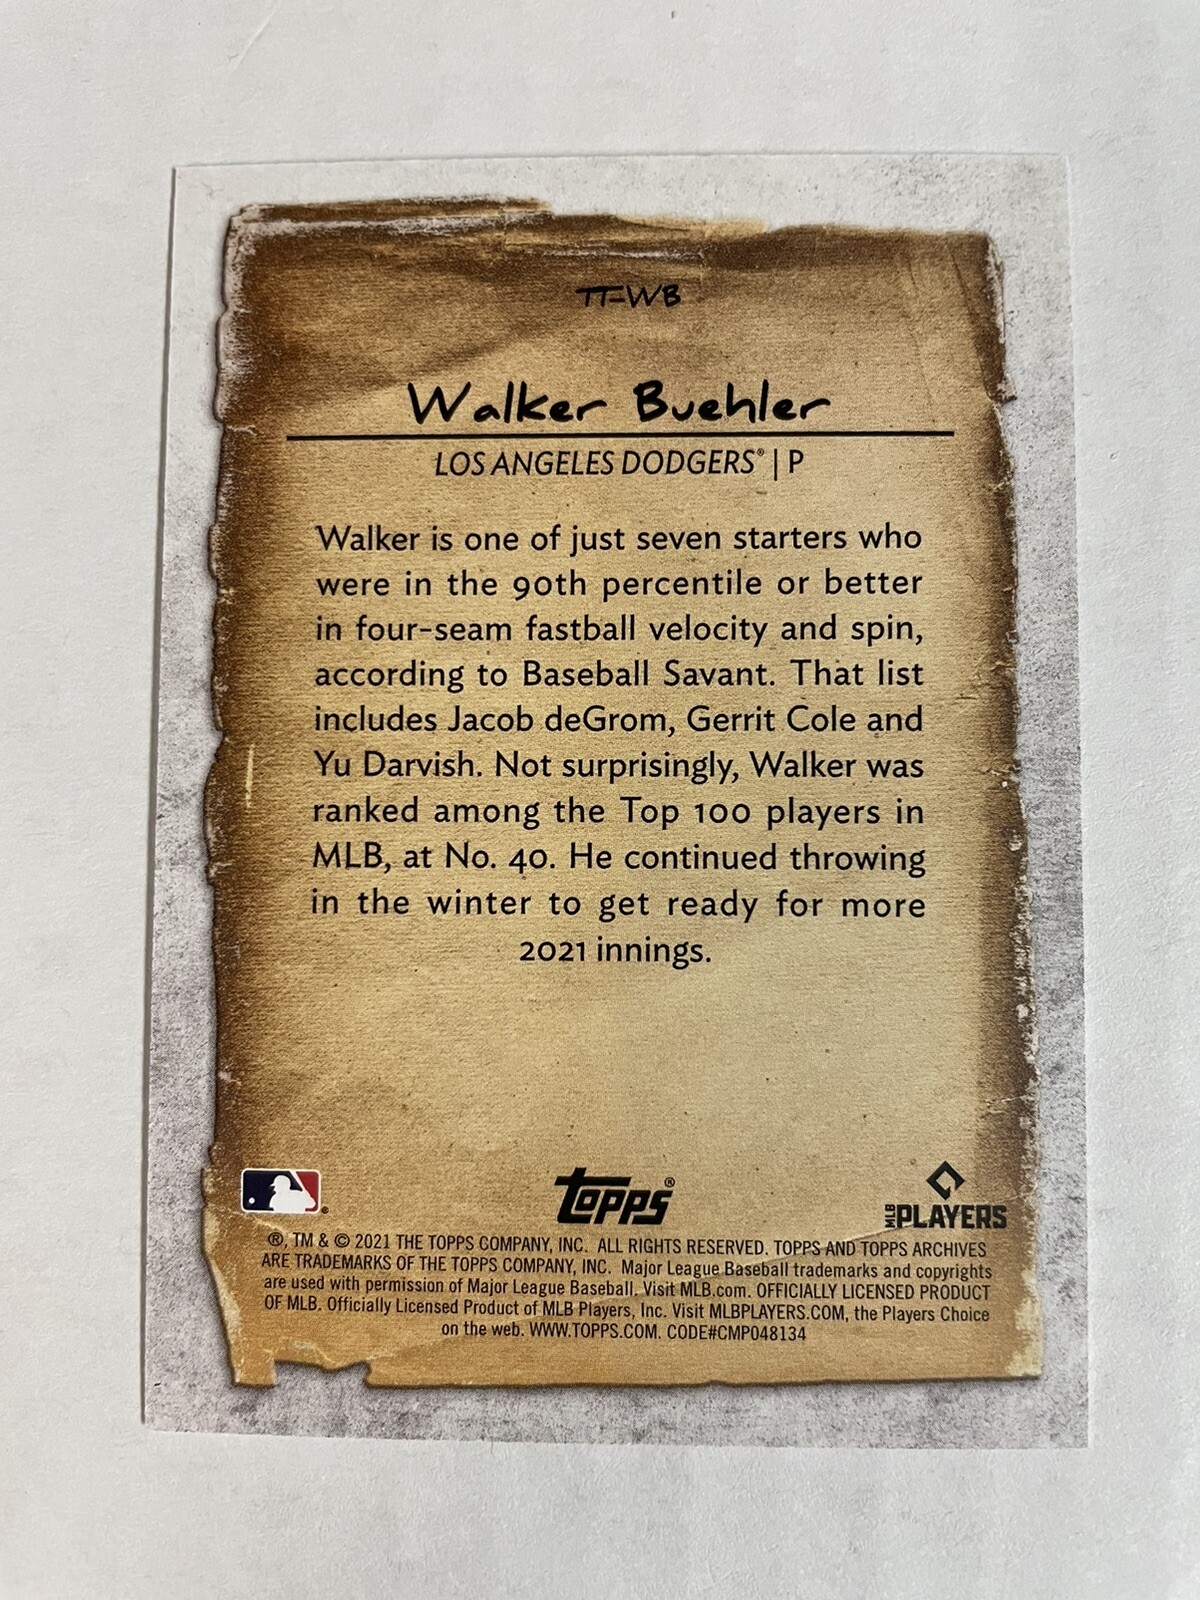 TT-WB
Walker Buehler
LOS ANGELES DODGERS® | P
Walker is one of just seven starters who
were in the 90th percentile or better
in four-seam fastball velocity and spin,
according to Baseball Savant. That list
includes Jacob deGrom, Gerrit Cole and
Yu Darvish. Not surprisingly, Walker was
ranked among the Top 100 players in
MLB, at No. 40. He continued throwing
in the winter to get ready for more
2021 innings.
topps®
MLB PLAYERS
®, TM & © 2021 THE TOPPS COMPANY, INC. ALL RIGHTS RESERVED. TOPPS AND TOPPS ARCHIVES
ARE TRADEMARKS OF THE TOPPS COMPANY, INC. Major League Baseball trademarks and copyrights
are used with permission of Major League Baseball. Visit MLB.com. OFFICIALLY LICENSED PRODUCT
OF MLB. Officially Licensed Product of MLB Players, Inc. Visit MLBPLAYERS.COM, the Players Choice
on the web. WWW.TOPPS.COM. CODE#CMP048134